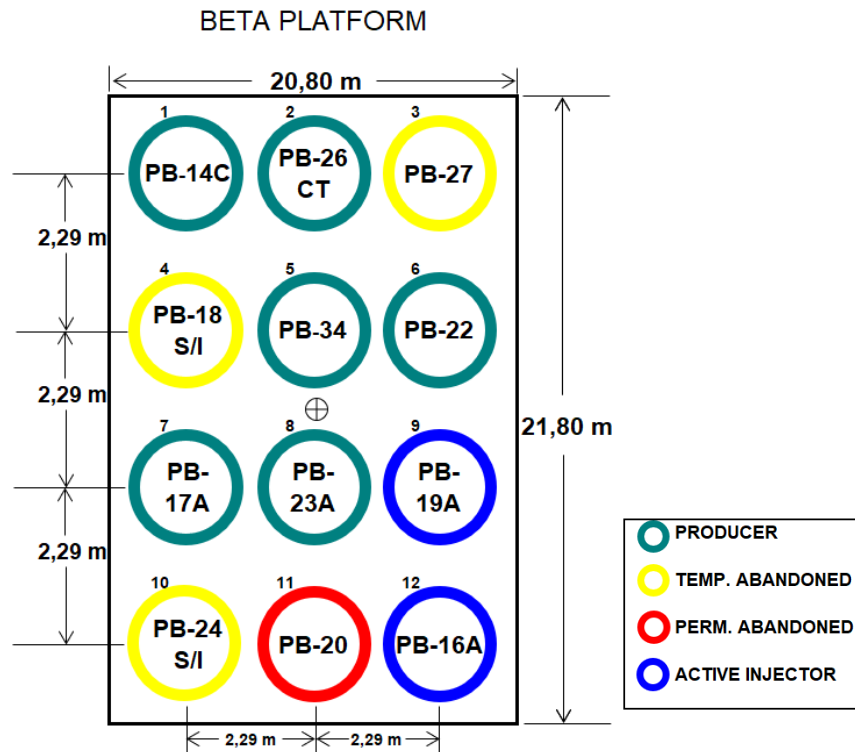 BETA PLATFORM
20,80 m
1
2
3
PB-14C
PB-26
CT
PB-27
2,29 m
4
5
6
PB-18
S/I
PB-34
PB-22
2,29 m
21,80 m
7
8
9
PB-
17A
PB-
23A
PB-
19A
2,29 m
10
11
12
PB-24
S/I
PB-20
PB-16A
2,29 m
2,29 m
PRODUCER
TEMP. ABANDONED
PERM. ABANDONED
ACTIVE INJECTOR